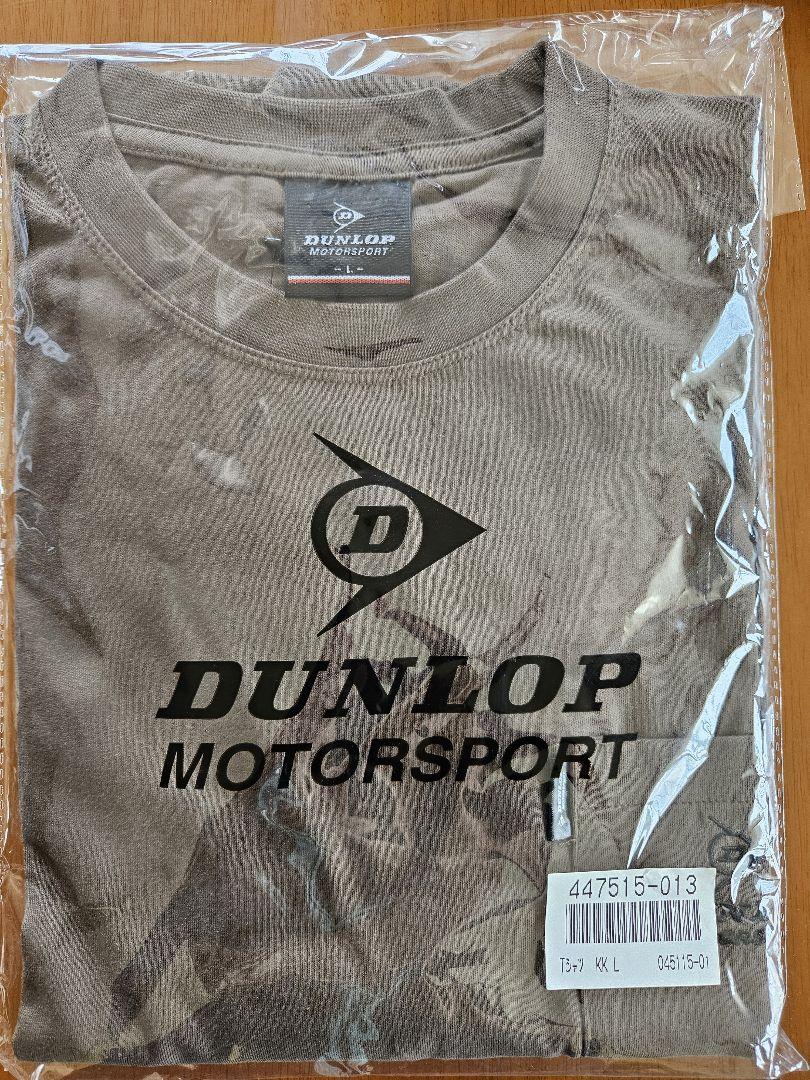 D
DUNLOP
MOTORSPORT
- L -
D
DUNLOP
MOTORSPORT
D
447515-013
Tシャツ KK L 045115-01